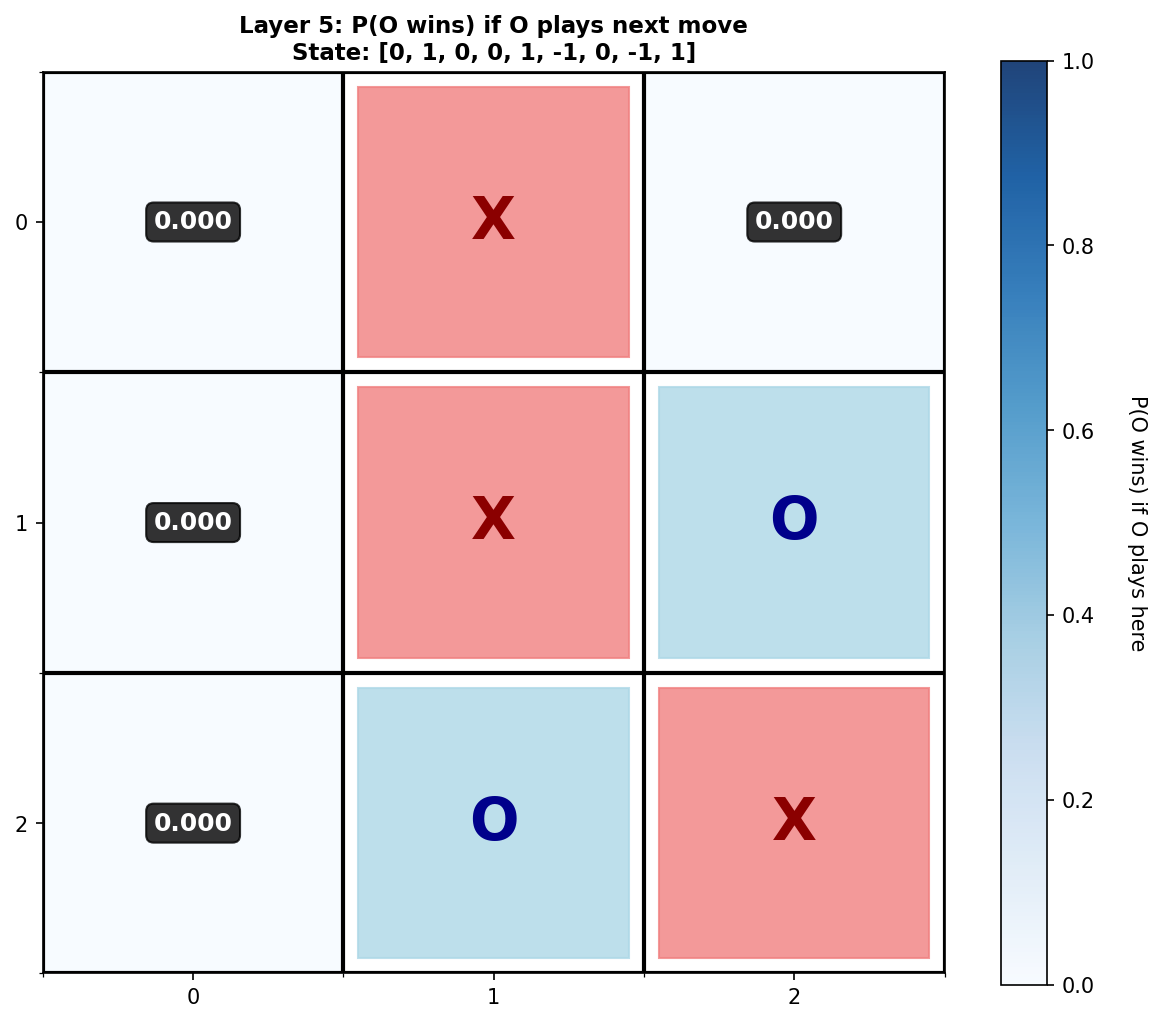 Layer 5: P(O wins) if O plays next move
State: [0, 1, 0, 0, 1, -1, 0, -1, 1]
0.000
X
0.000
0.000
X
O
0.000
O
X
0
1
2
0
1
2
1.0
0.8
0.6
0.4
0.2
0.0
P(O wins) if O plays here